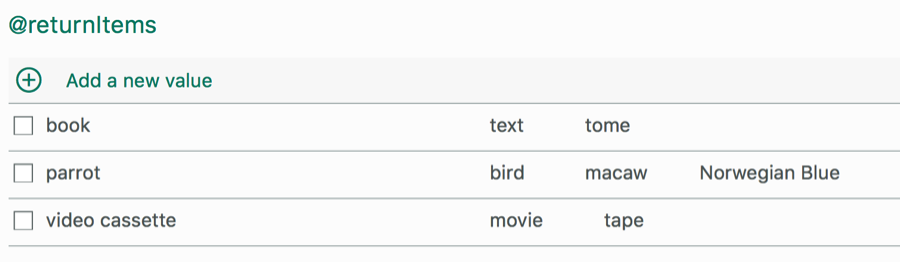 @returnItems
Add a new value
book text tome
parrot bird macaw Norwegian Blue
video cassette movie tape